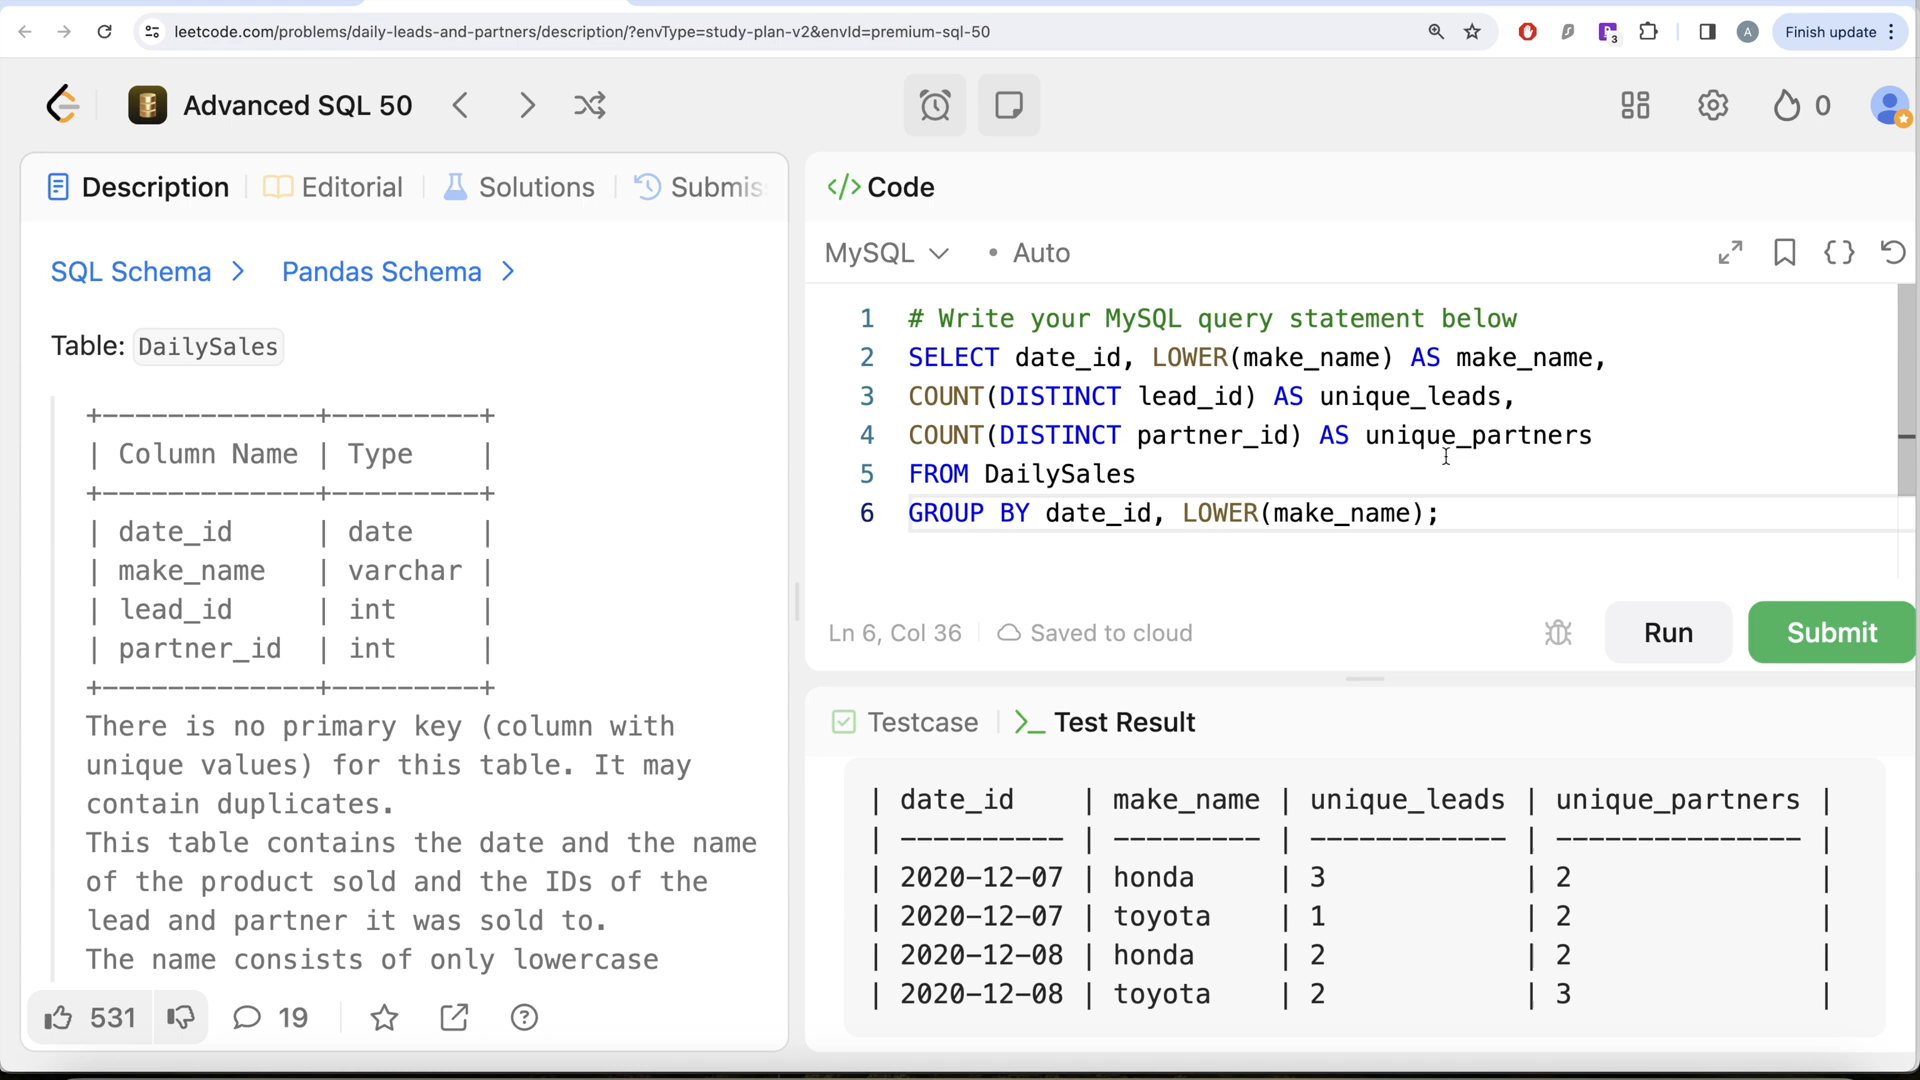 leetcode.com/problems/daily-leads-and-partners/description/?envType=study-plan-v2&envId=premium-sql-50
3
A
Finish update
Advanced SQL 50
0
Description
Editorial
Solutions
Submis
SQL Schema > Pandas Schema >
Table: DailySales
+-------------+---------+
| Column Name | Type    |
+-------------+---------+
| date_id     | date    |
| make_name   | varchar |
| lead_id     | int     |
| partner_id  | int     |
+-------------+---------+
There is no primary key (column with
unique values) for this table. It may
contain duplicates.
This table contains the date and the name
of the product sold and the IDs of the
lead and partner it was sold to.
The name consists of only lowercase
531
19
</> Code
MySQL
• Auto
{}
1 # Write your MySQL query statement below
2 SELECT date_id, LOWER(make_name) AS make_name,
3 COUNT(DISTINCT lead_id) AS unique_leads,
4 COUNT(DISTINCT partner_id) AS unique_partners
5 FROM DailySales
6 GROUP BY date_id, LOWER(make_name);
Ln 6, Col 36
Saved to cloud
Run
Submit
Testcase
>_ Test Result
| date_id    | make_name | unique_leads | unique_partners |
| ---------- | --------- | ------------ | --------------- |
| 2020-12-07 | honda     | 3            | 2               |
| 2020-12-07 | toyota    | 1            | 2               |
| 2020-12-08 | honda     | 2            | 2               |
| 2020-12-08 | toyota    | 2            | 3               |